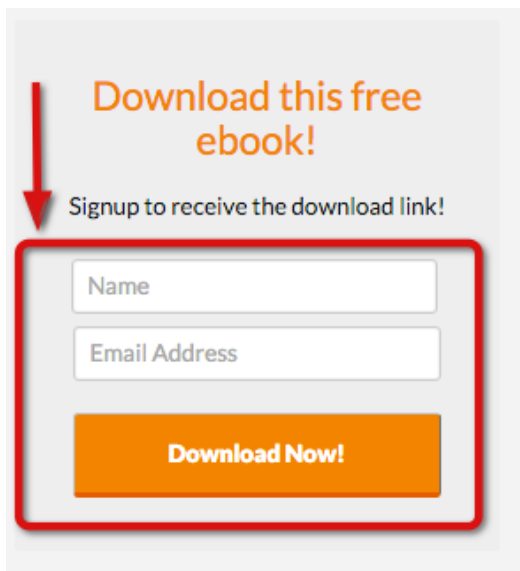 Download this free
ebook!
Signup to receive the download link!
Name
Email Address
Download Now!